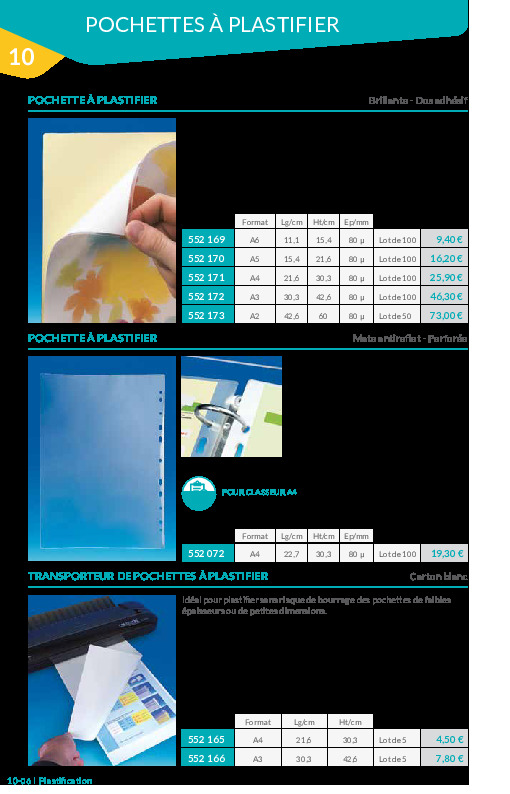 POCHETTES À PLASTIFIER
10
POCHETTE À PLASTIFIER Brillante - Dos adhésif
Format Lg/cm Ht/cm Ep/mm
552 169 A6 11,1 15,4 80 µ Lot de 100 9,40 €
552 170 A5 15,4 21,6 80 µ Lot de 100 16,20 €
552 171 A4 21,6 30,3 80 µ Lot de 100 25,90 €
552 172 A3 30,3 42,6 80 µ Lot de 100 46,30 €
552 173 A2 42,6 60 80 µ Lot de 50 73,00 €
POCHETTE À PLASTIFIER Mate antireflet - Perforée
POUR CLASSEUR A4
Format Lg/cm Ht/cm Ep/mm
552 072 A4 22,7 30,3 80 µ Lot de 100 19,30 €
TRANSPORTEUR DE POCHETTES À PLASTIFIER Carton blanc
Idéal pour plastifier sans risque de bourrage des pochettes de faibles
épaisseurs ou de petites dimensions.
Format Lg/cm Ht/cm
552 165 A4 21,6 30,3 Lot de 5 4,50 €
552 166 A3 30,3 42,6 Lot de 5 7,80 €
10-06 | Plastification